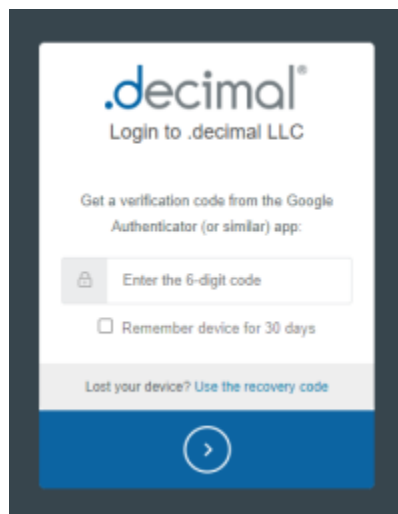 .decimal®
Login to .decimal LLC
Get a verification code from the Google
Authenticator (or similar) app:
Enter the 6-digit code
Remember device for 30 days
Lost your device? Use the recovery code